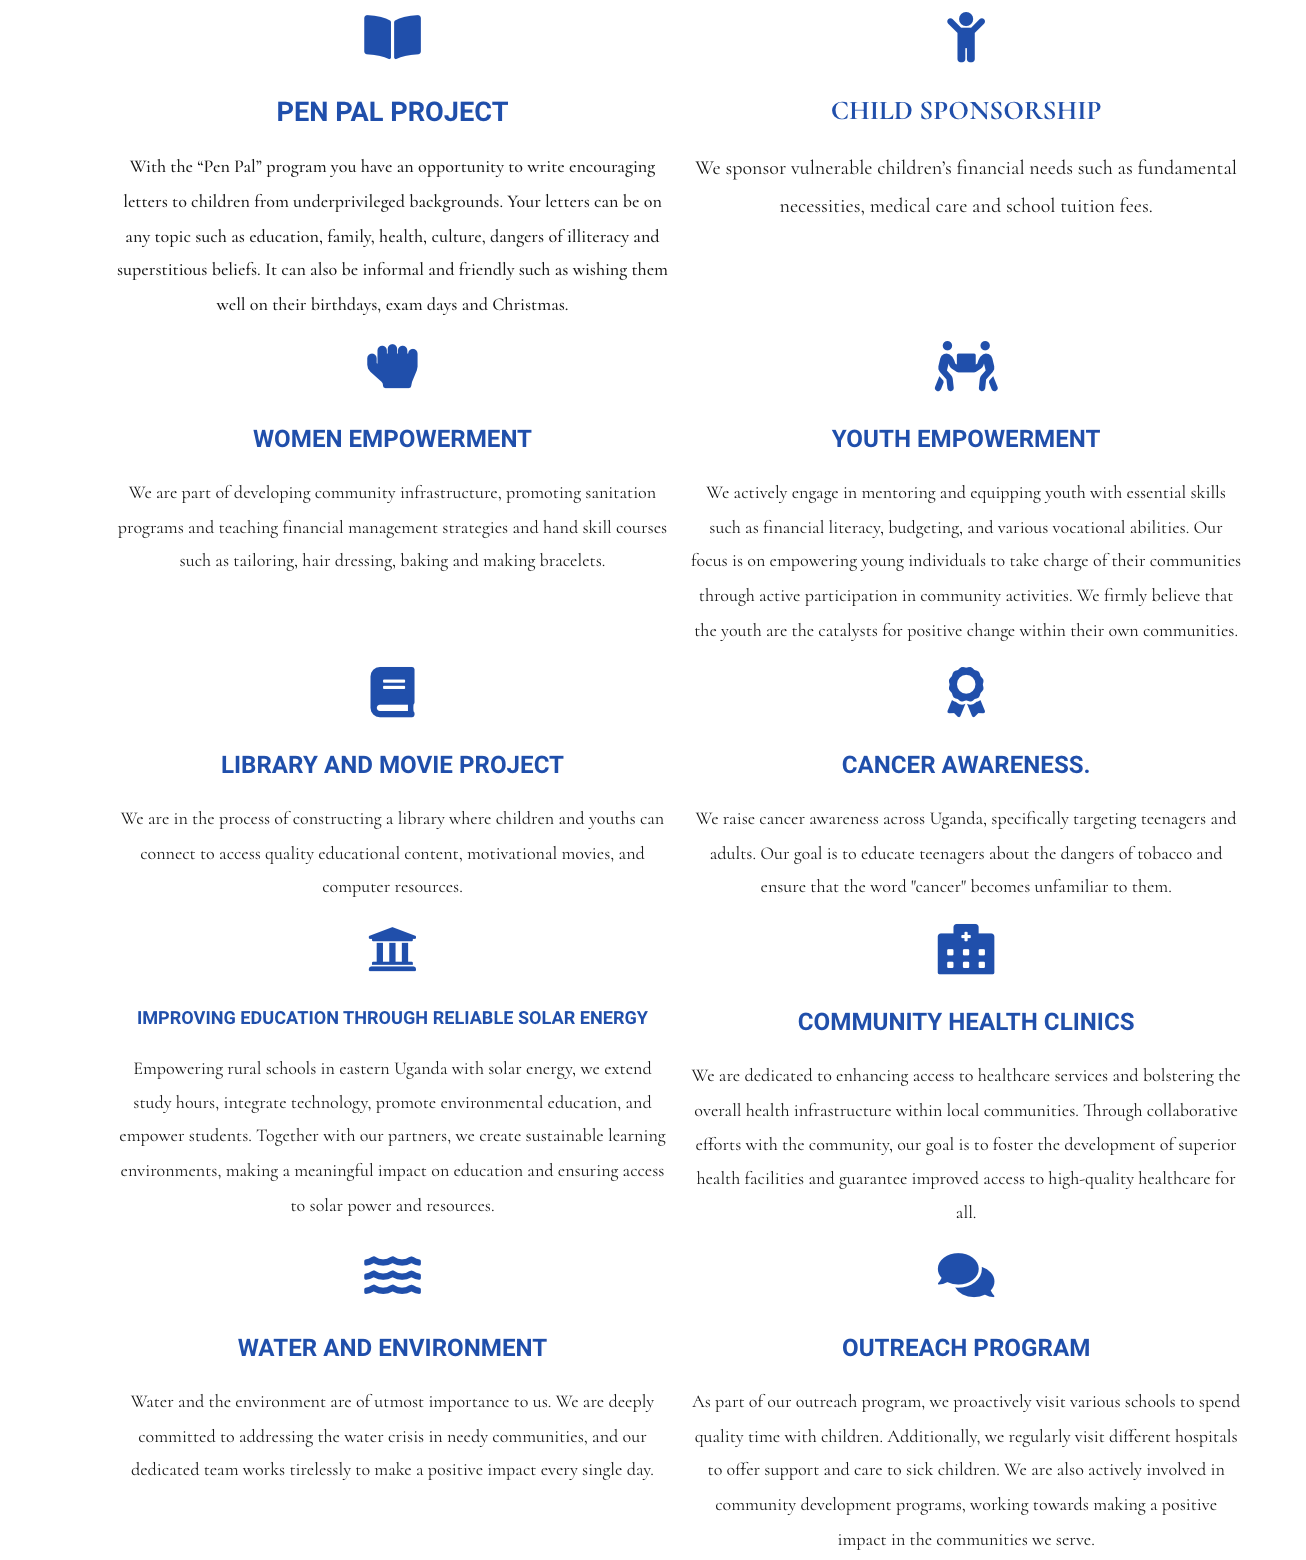 PEN PAL PROJECT
With the “Pen Pal” program you have an opportunity to write encouraging
letters to children from underprivileged backgrounds. Your letters can be on
any topic such as education, family, health, culture, dangers of illiteracy and
superstitious beliefs. It can also be informal and friendly such as wishing them
well on their birthdays, exam days and Christmas.
CHILD SPONSORSHIP
We sponsor vulnerable children’s financial needs such as fundamental
necessities, medical care and school tuition fees.
WOMEN EMPOWERMENT
We are part of developing community infrastructure, promoting sanitation
programs and teaching financial management strategies and hand skill courses
such as tailoring, hair dressing, baking and making bracelets.
YOUTH EMPOWERMENT
We actively engage in mentoring and equipping youth with essential skills
such as financial literacy, budgeting, and various vocational abilities. Our
focus is on empowering young individuals to take charge of their communities
through active participation in community activities. We firmly believe that
the youth are the catalysts for positive change within their own communities.
LIBRARY AND MOVIE PROJECT
We are in the process of constructing a library where children and youths can
connect to access quality educational content, motivational movies, and
computer resources.
CANCER AWARENESS.
We raise cancer awareness across Uganda, specifically targeting teenagers and
adults. Our goal is to educate teenagers about the dangers of tobacco and
ensure that the word "cancer" becomes unfamiliar to them.
IMPROVING EDUCATION THROUGH RELIABLE SOLAR ENERGY
Empowering rural schools in eastern Uganda with solar energy, we extend
study hours, integrate technology, promote environmental education, and
empower students. Together with our partners, we create sustainable learning
environments, making a meaningful impact on education and ensuring access
to solar power and resources.
COMMUNITY HEALTH CLINICS
We are dedicated to enhancing access to healthcare services and bolstering the
overall health infrastructure within local communities. Through collaborative
efforts with the community, our goal is to foster the development of superior
health facilities and guarantee improved access to high-quality healthcare for
all.
WATER AND ENVIRONMENT
Water and the environment are of utmost importance to us. We are deeply
committed to addressing the water crisis in needy communities, and our
dedicated team works tirelessly to make a positive impact every single day.
OUTREACH PROGRAM
As part of our outreach program, we proactively visit various schools to spend
quality time with children. Additionally, we regularly visit different hospitals
to offer support and care to sick children. We are also actively involved in
community development programs, working towards making a positive
impact in the communities we serve.